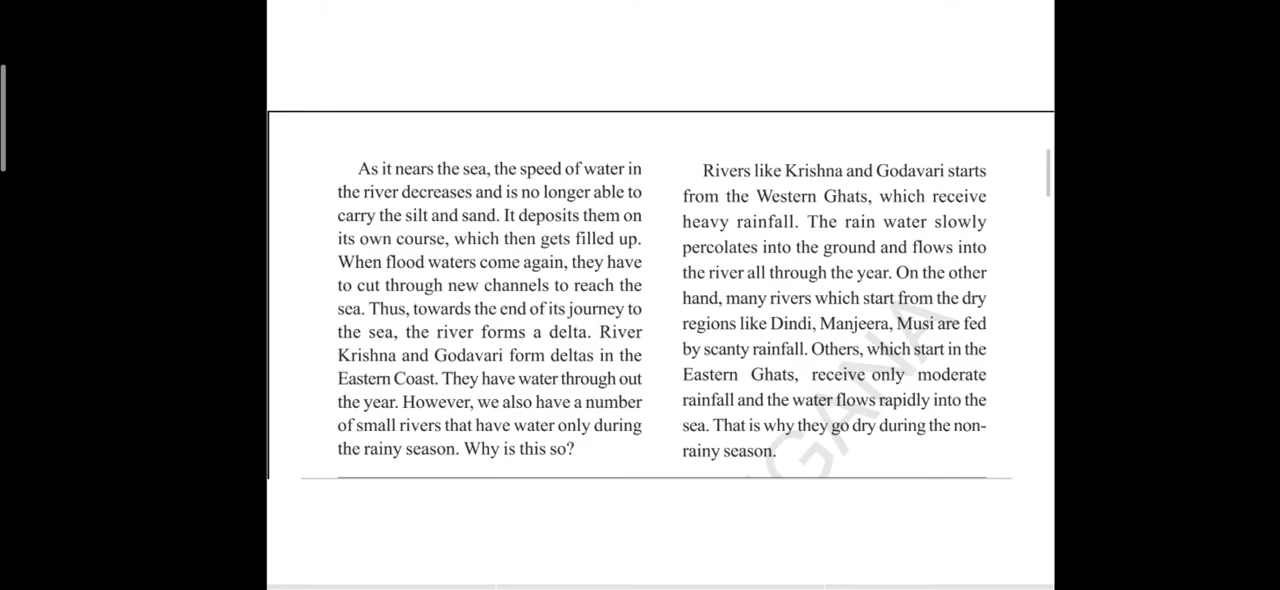 As it nears the sea, the speed of water in
the river decreases and is no longer able to
carry the silt and sand. It deposits them on
its own course, which then gets filled up.
When flood waters come again, they have
to cut through new channels to reach the
sea. Thus, towards the end of its journey to
the sea, the river forms a delta. River
Krishna and Godavari form deltas in the
Eastern Coast. They have water through out
the year. However, we also have a number
of small rivers that have water only during
the rainy season. Why is this so?
Rivers like Krishna and Godavari starts
from the Western Ghats, which receive
heavy rainfall. The rain water slowly
percolates into the ground and flows into
the river all through the year. On the other
hand, many rivers which start from the dry
regions like Dindi, Manjeera, Musi are fed
by scanty rainfall. Others, which start in the
Eastern Ghats, receive only moderate
rainfall and the water flows rapidly into the
sea. That is why they go dry during the non-
rainy season.
GANA